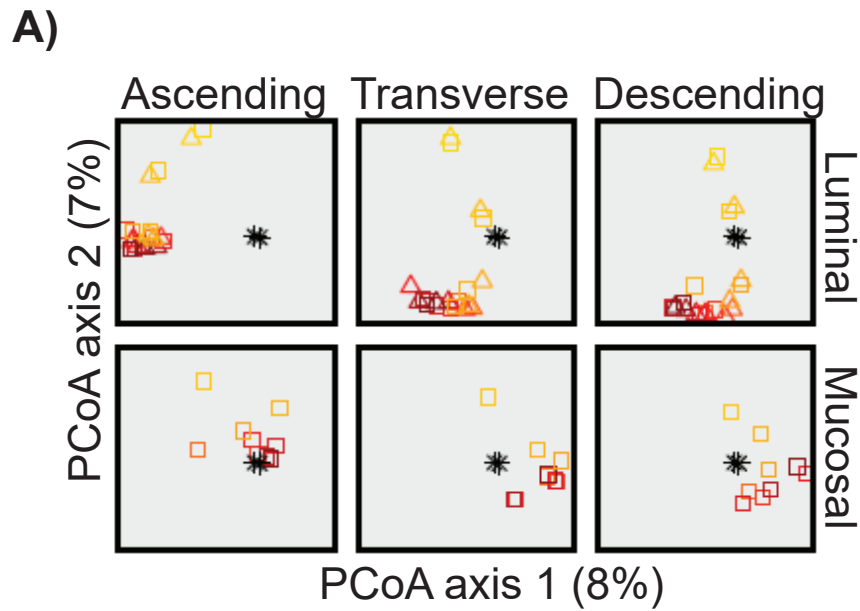 A)
Ascending Transverse Descending
Luminal
Mucosal
PCoA axis 2 (7%)
PCoA axis 1 (8%)